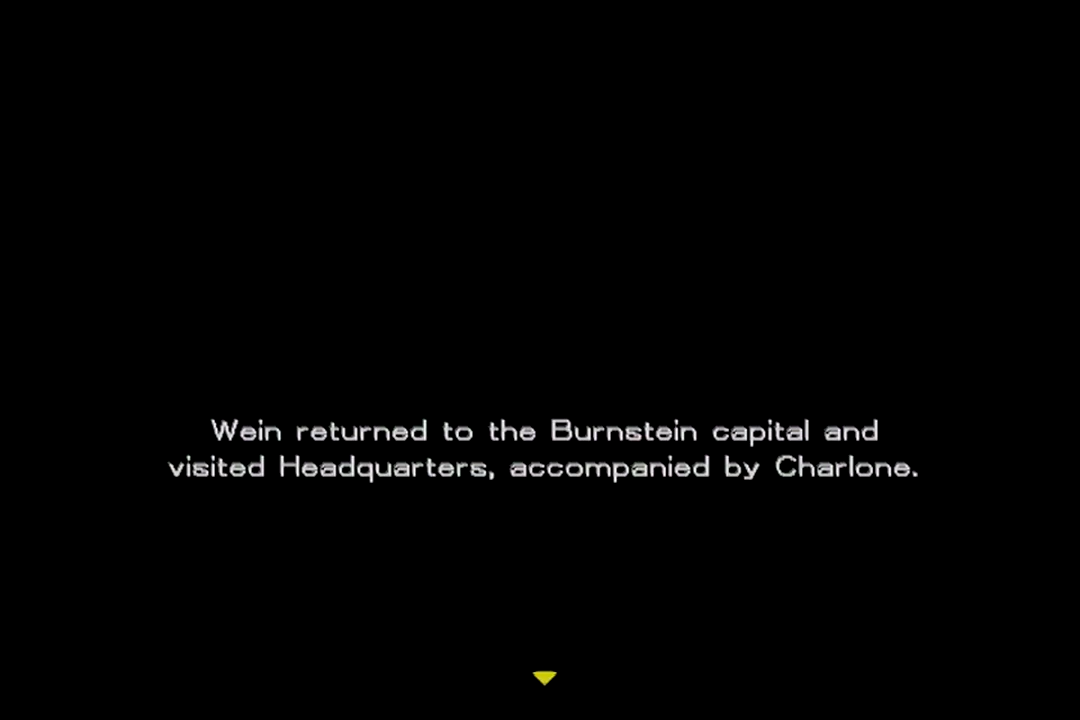 Wein returned to the Burnstein capital and
visited Headquarters, accompanied by Charlone.